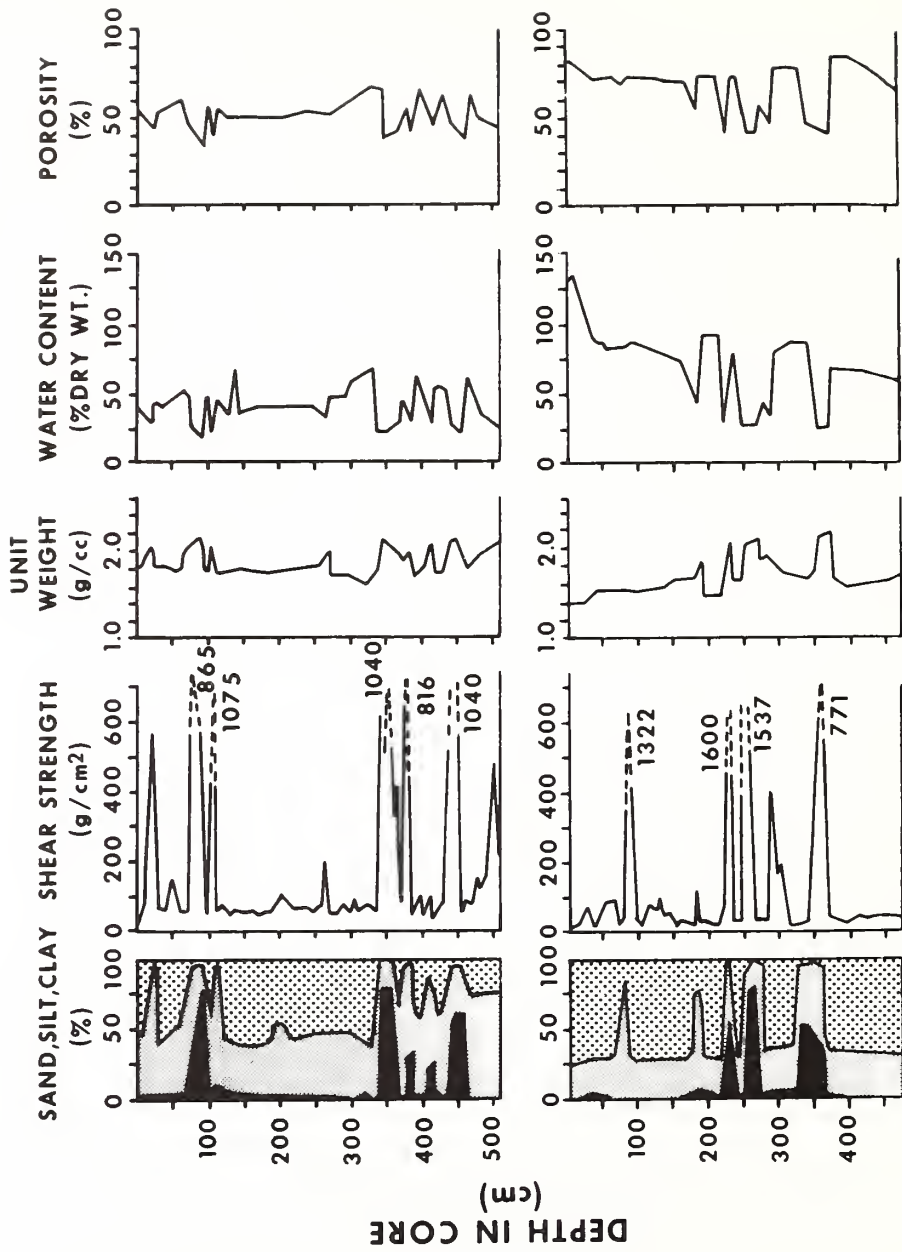 SAND,SILT,CLAY
(%)
SHEAR STRENGTH
(g/cm2)
UNIT
WEIGHT
(g/cc)
WATER CONTENT
(%DRY WT.)
POROSITY
(%)
0 50 100
0 200 400 600
1.0 2.0
0 50 100 150
0 50 100
865
1075
1040
816
1040
100
200
300
400
500
0 50 100
0 200 400 600
1.0 2.0
0 50 100 150
0 50 100
1322
1600
1537
771
100
200
300
400
DEPTH IN CORE
(cm)